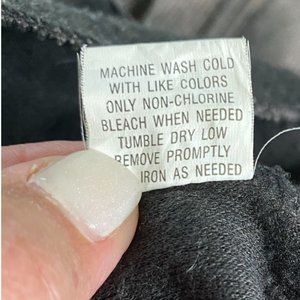 MACHINE WASH COLD
WITH LIKE COLORS
ONLY NON-CHLORINE
BLEACH WHEN NEEDED
TUMBLE DRY LOW
REMOVE PROMPTLY
IRON AS NEEDED